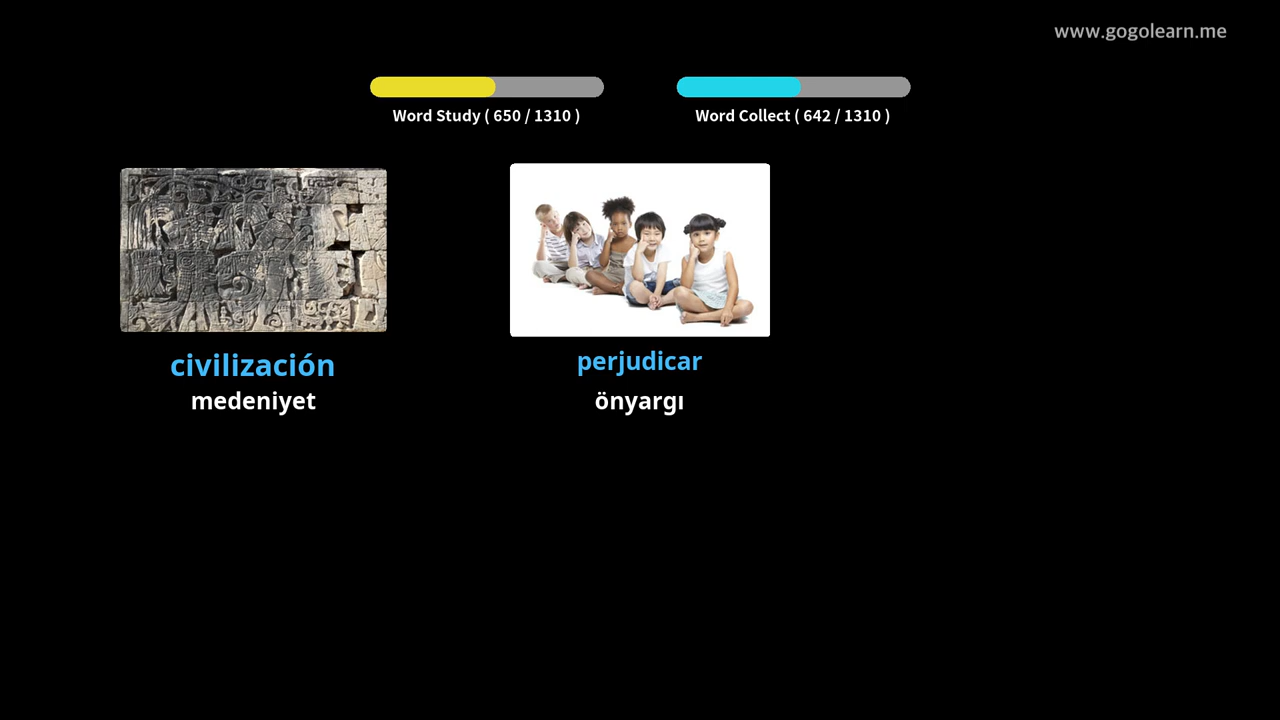 www.gogolearn.me
Word Study ( 650 / 1310 )
Word Collect ( 642 / 1310 )
civilización
medeniyet
perjudicar
önyargı